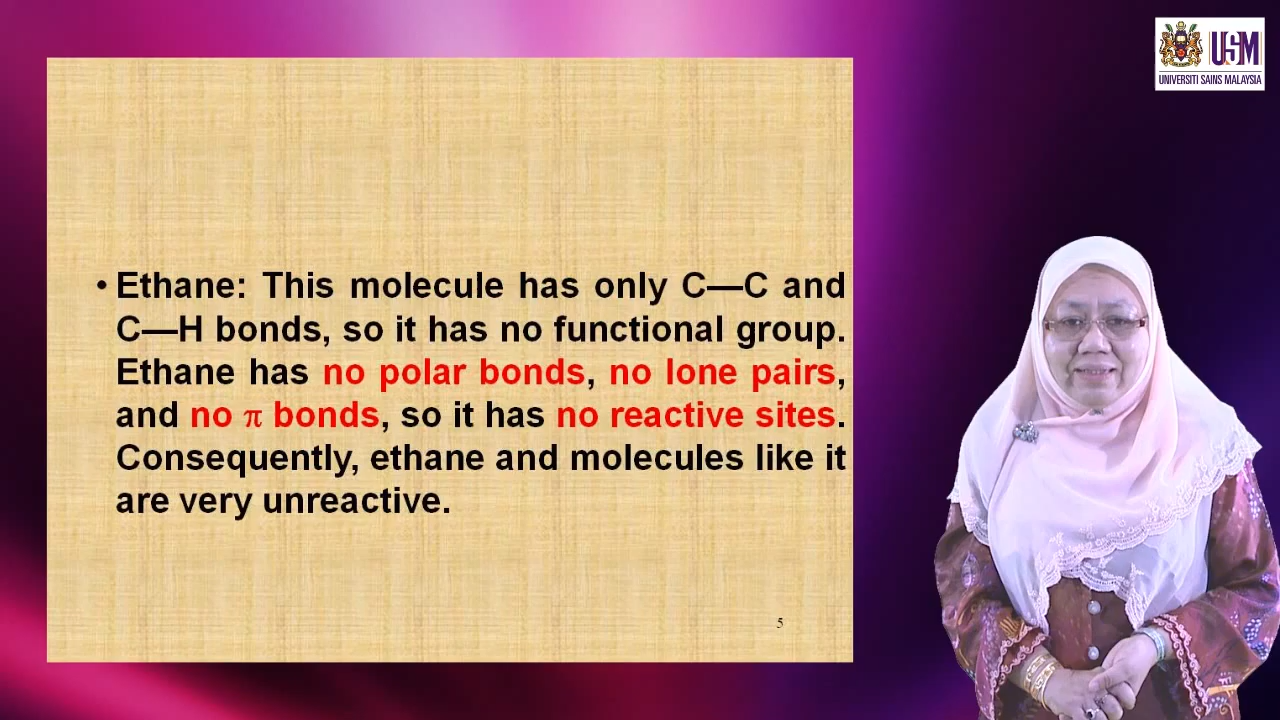 USM
UNIVERSITI SAINS MALAYSIA
• Ethane: This molecule has only C—C and
C—H bonds, so it has no functional group.
Ethane has no polar bonds, no lone pairs,
and no π bonds, so it has no reactive sites.
Consequently, ethane and molecules like it
are very unreactive.
5